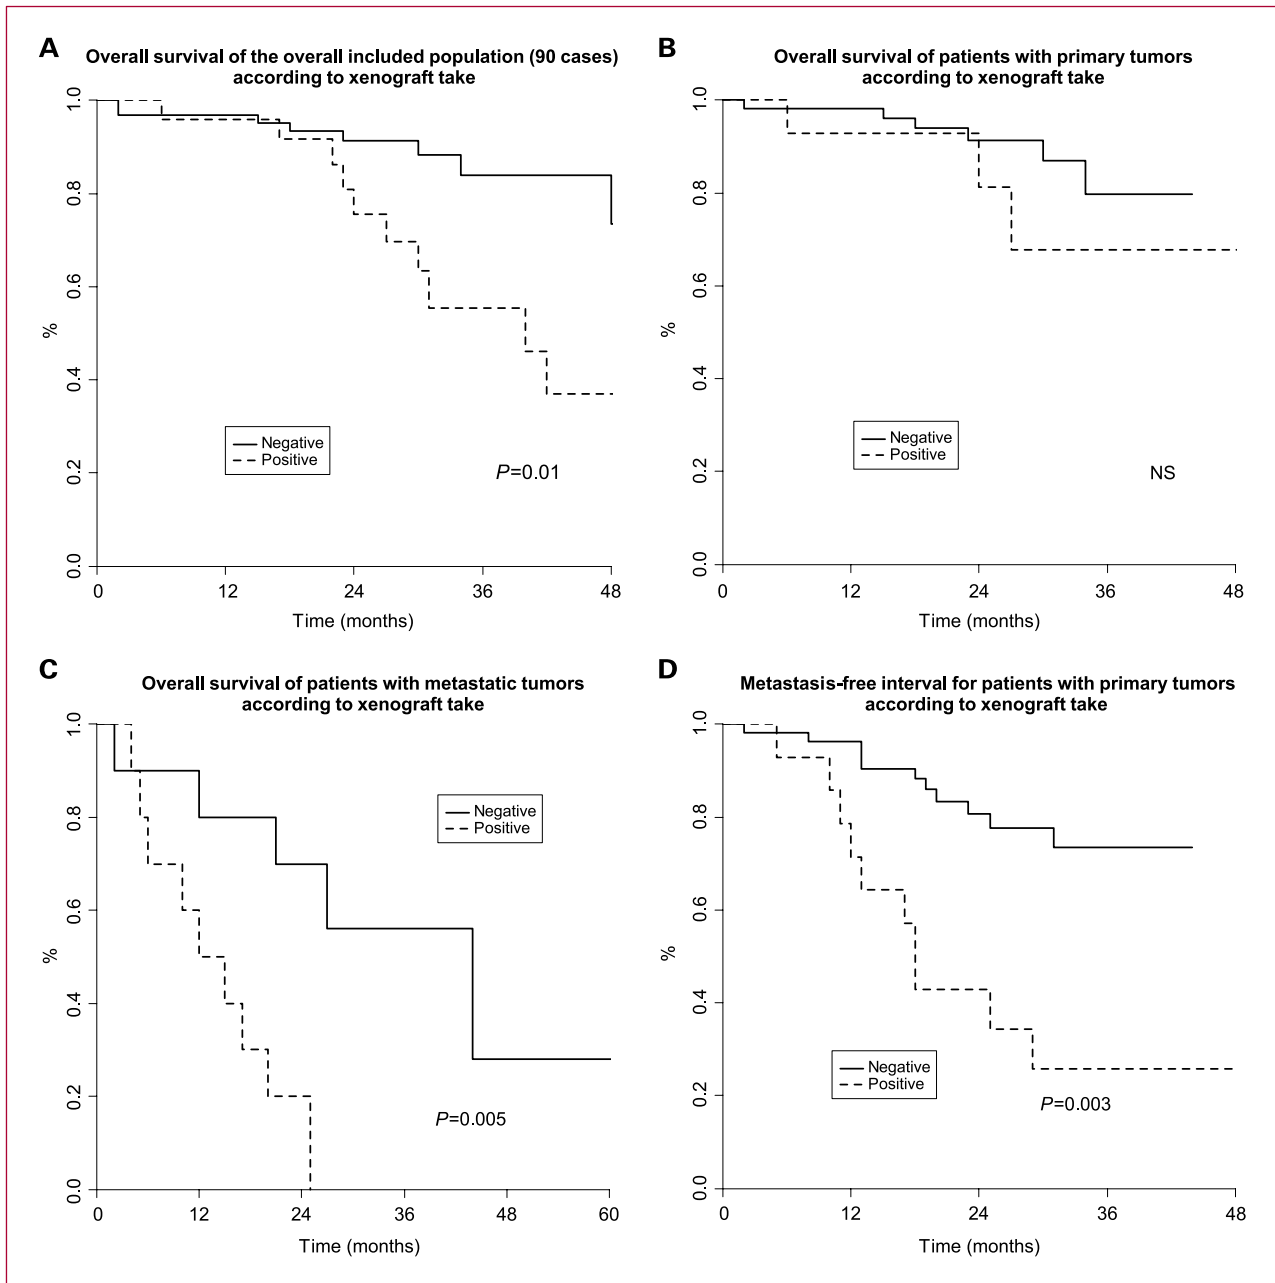 A
Overall survival of the overall included population (90 cases)
according to xenograft take
1.0
0.8
0.6
%
0.4
0.2
0.0
Negative
Positive
P=0.01
0 12 24 36 48
Time (months)
B
Overall survival of patients with primary tumors
according to xenograft take
1.0
0.8
0.6
%
0.4
0.2
0.0
Negative
Positive
NS
0 12 24 36 48
Time (months)
C
Overall survival of patients with metastatic tumors
according to xenograft take
1.0
0.8
0.6
%
0.4
0.2
0.0
Negative
Positive
P=0.005
0 12 24 36 48 60
Time (months)
D
Metastasis-free interval for patients with primary tumors
according to xenograft take
1.0
0.8
0.6
%
0.4
0.2
0.0
Negative
Positive
P=0.003
0 12 24 36 48
Time (months)